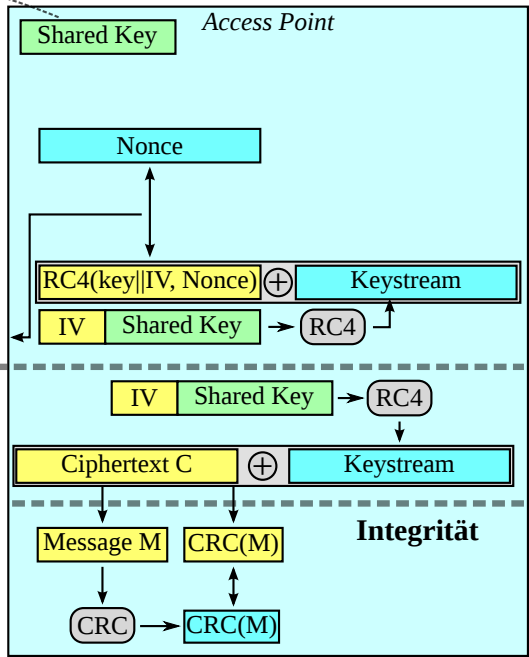 Access Point
Shared Key
Nonce
RC4(key||IV, Nonce) Keystream
IV Shared Key RC4
IV Shared Key RC4
Ciphertext C Keystream
Integrität
Message M CRC(M)
CRC CRC(M)